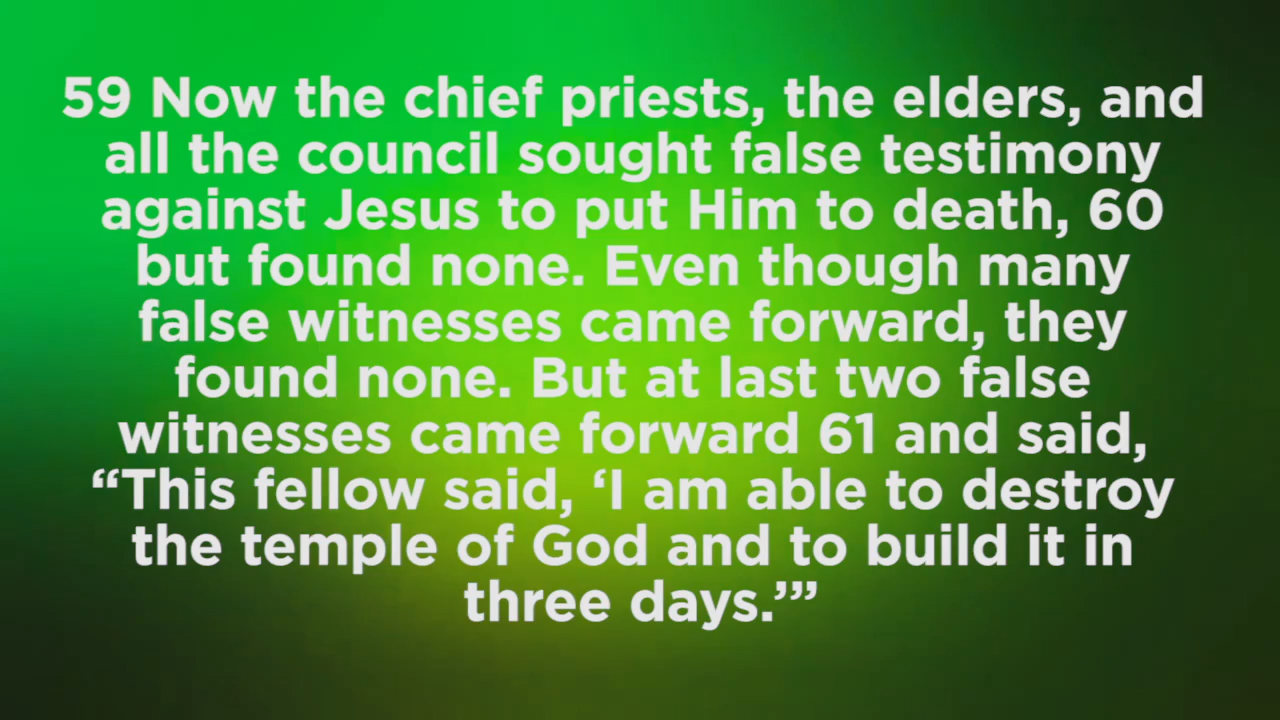 59 Now the chief priests, the elders, and
all the council sought false testimony
against Jesus to put Him to death, 60
but found none. Even though many
false witnesses came forward, they
found none. But at last two false
witnesses came forward 61 and said,
“This fellow said, ‘I am able to destroy
the temple of God and to build it in
three days.’”